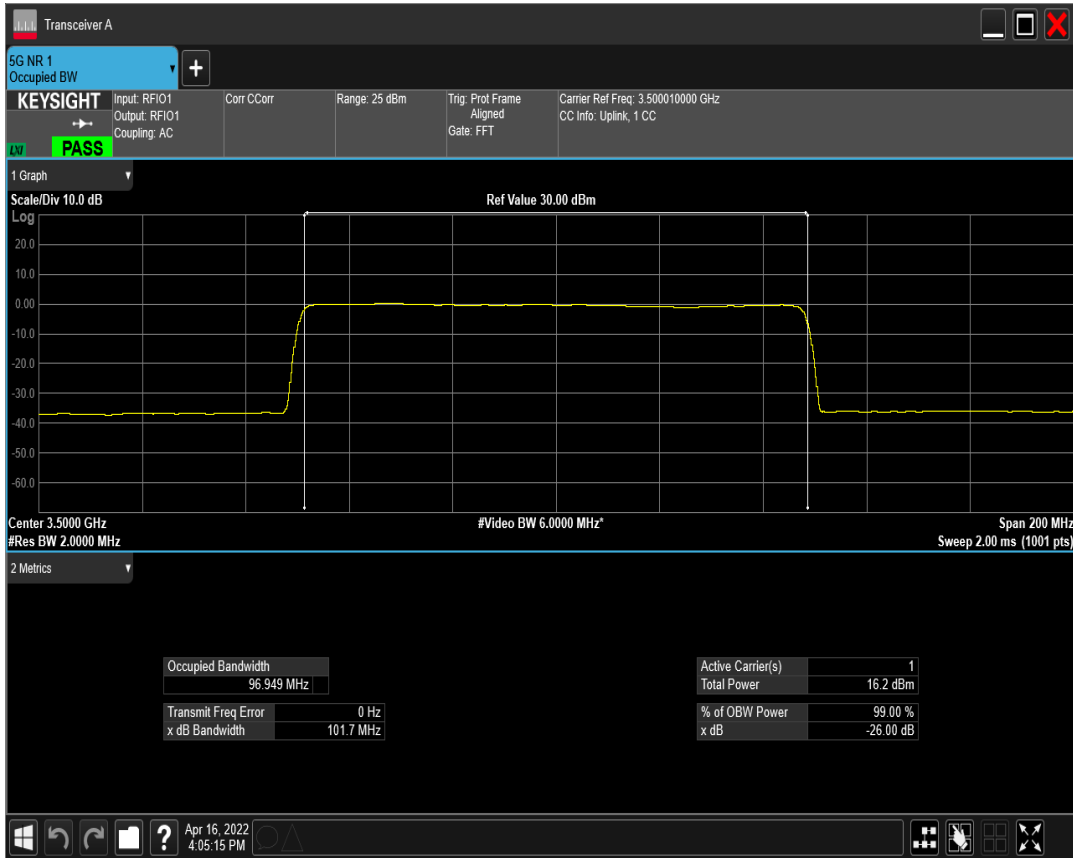 Transceiver A
5G NR 1
Occupied BW
KEYSIGHT
LXI
PASS
Input: RFIO1
Output: RFIO1
Coupling: AC
Corr CCorr
Range: 25 dBm
Trig: Prot Frame
Aligned
Gate: FFT
Carrier Ref Freq: 3.500010000 GHz
CC Info: Uplink, 1 CC
1 Graph
Scale/Div 10.0 dB
Ref Value 30.00 dBm
Log
20.0
10.0
0.00
-10.0
-20.0
-30.0
-40.0
-50.0
-60.0
Center 3.5000 GHz
#Video BW 6.0000 MHz*
Span 200 MHz
#Res BW 2.0000 MHz
Sweep 2.00 ms (1001 pts)
2 Metrics
Occupied Bandwidth
96.949 MHz
Transmit Freq Error 0 Hz
x dB Bandwidth 101.7 MHz
Active Carrier(s) 1
Total Power 16.2 dBm
% of OBW Power 99.00 %
x dB -26.00 dB
?
Apr 16, 2022
4:05:15 PM